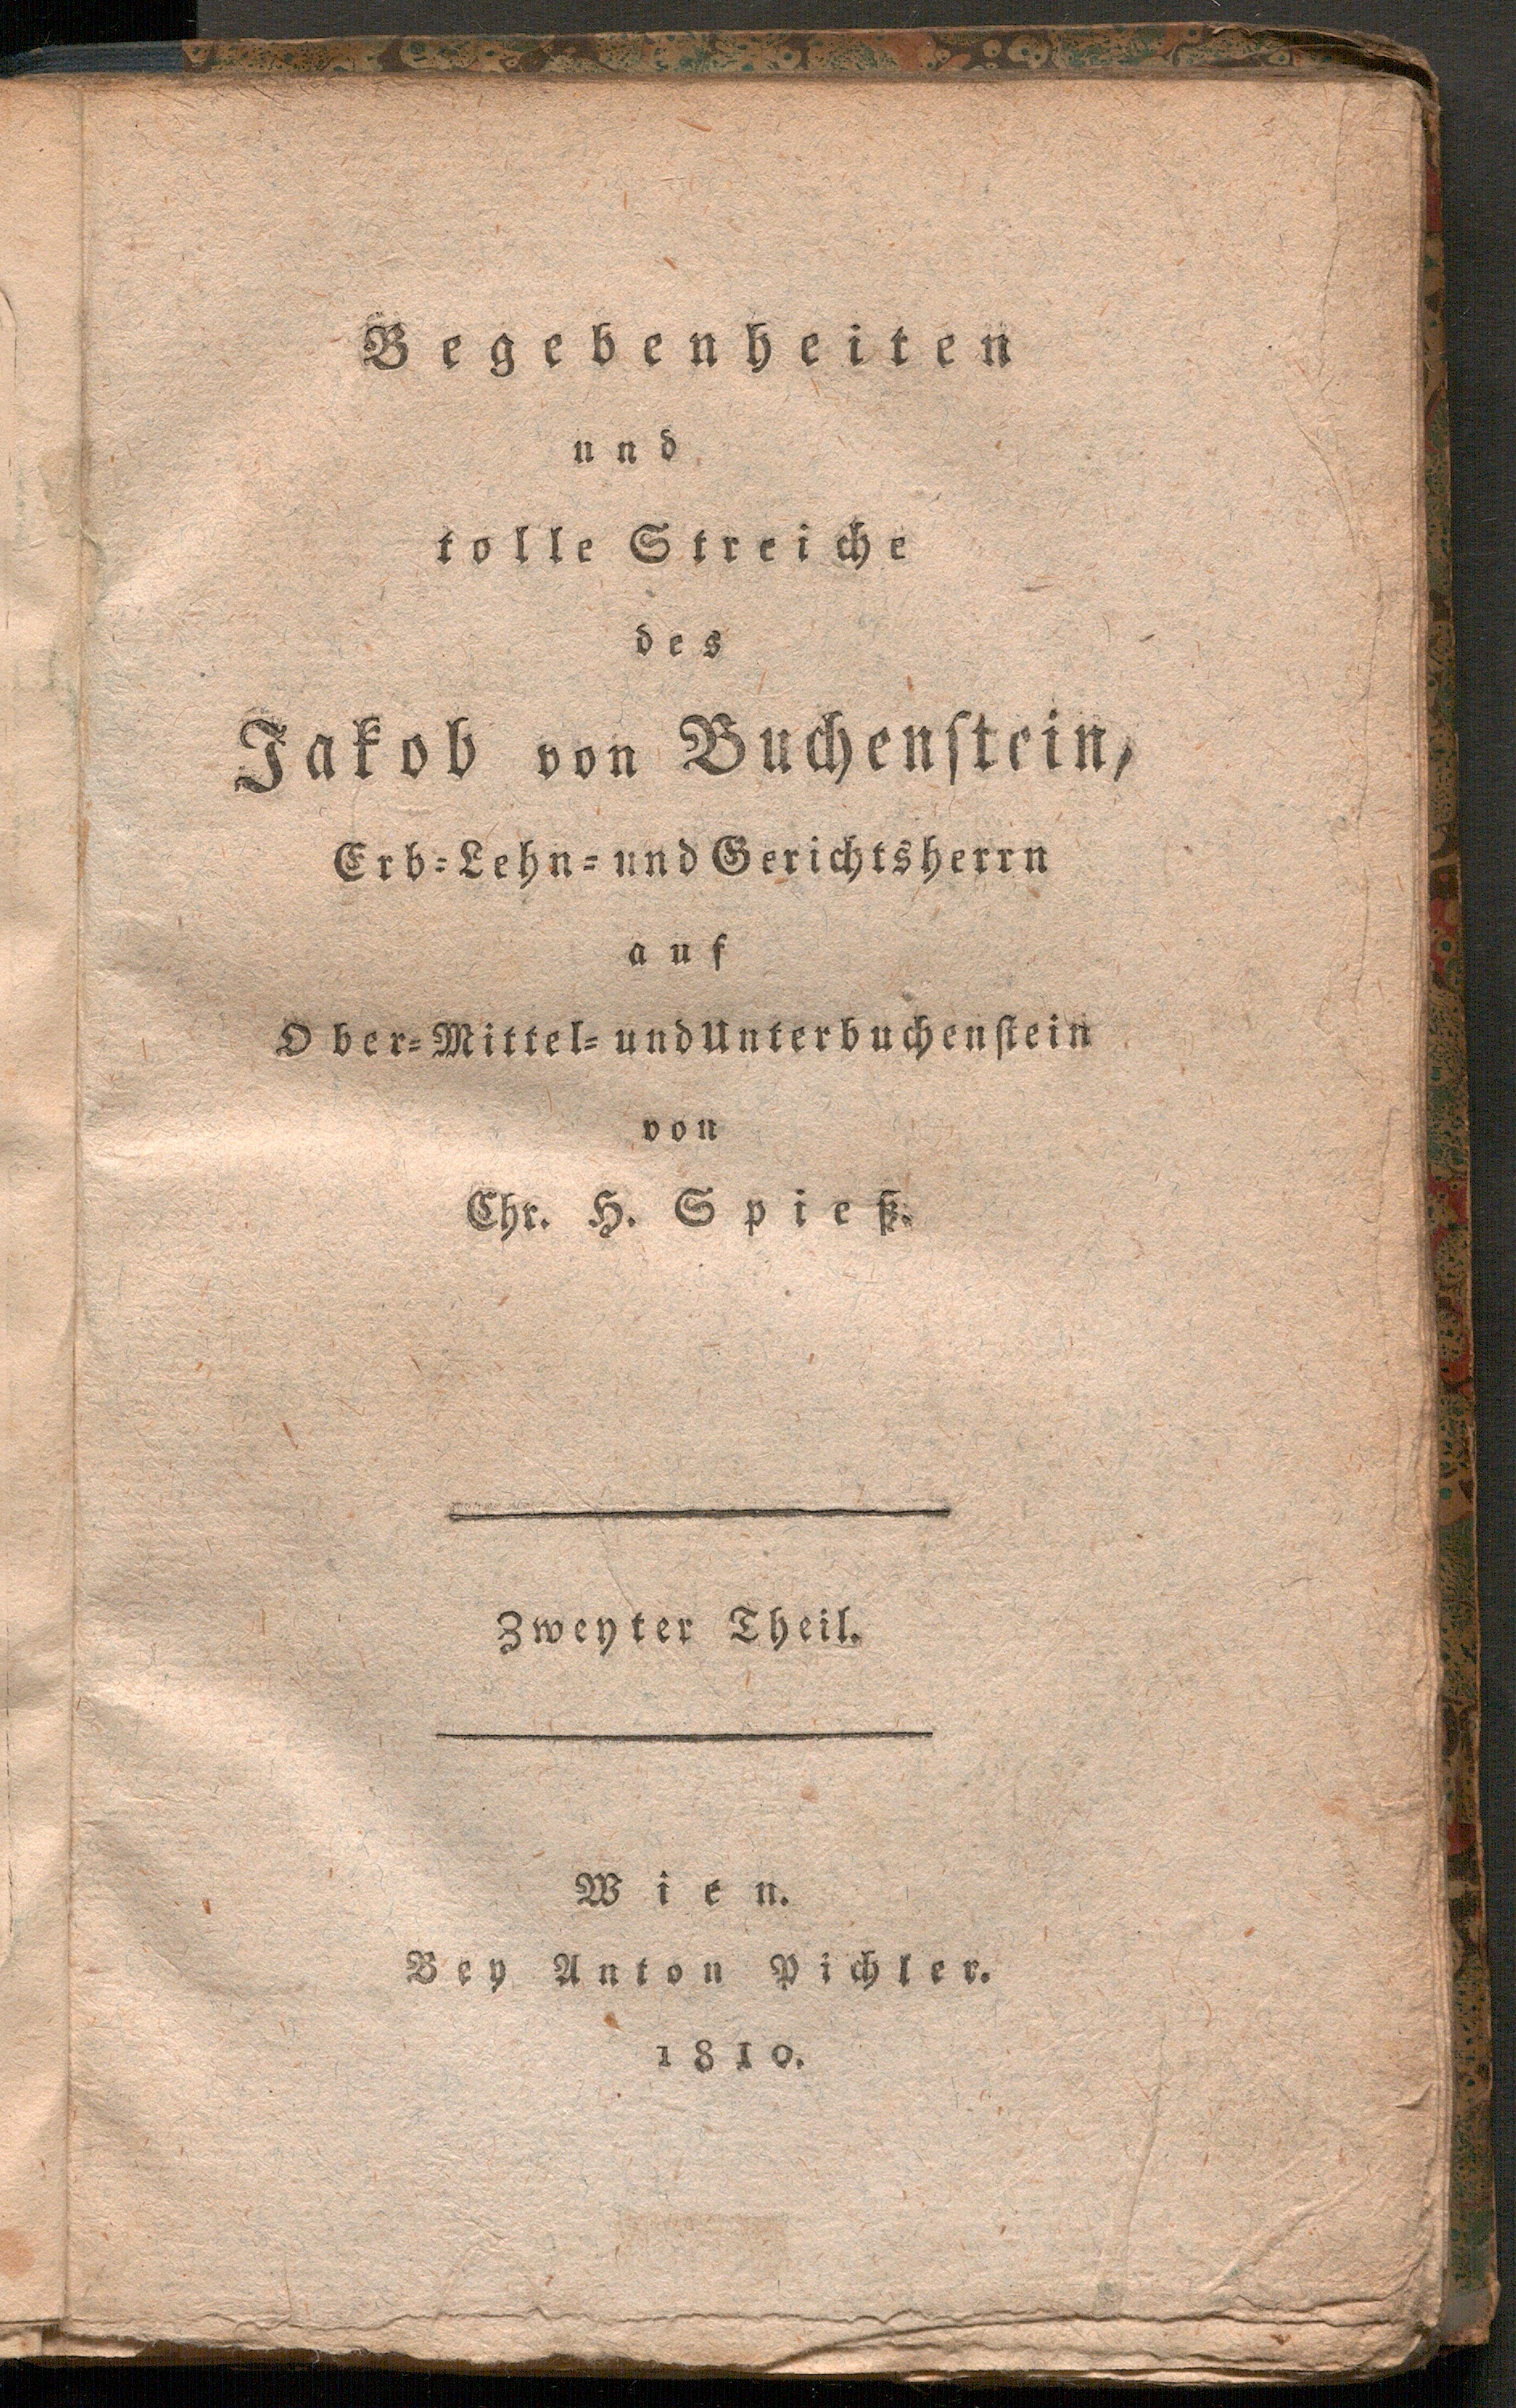 Begebenheiten
und
tolle Streiche
des
Jakob von Buchenstein,
Erb-Lehn- und Gerichtsherrn
auf
Ober-Mittel- und Unterbuchenstein
von
Chr. H. Spieß.
Zweyter Theil.
Wien.
Bey Anton Pichler.
1810.